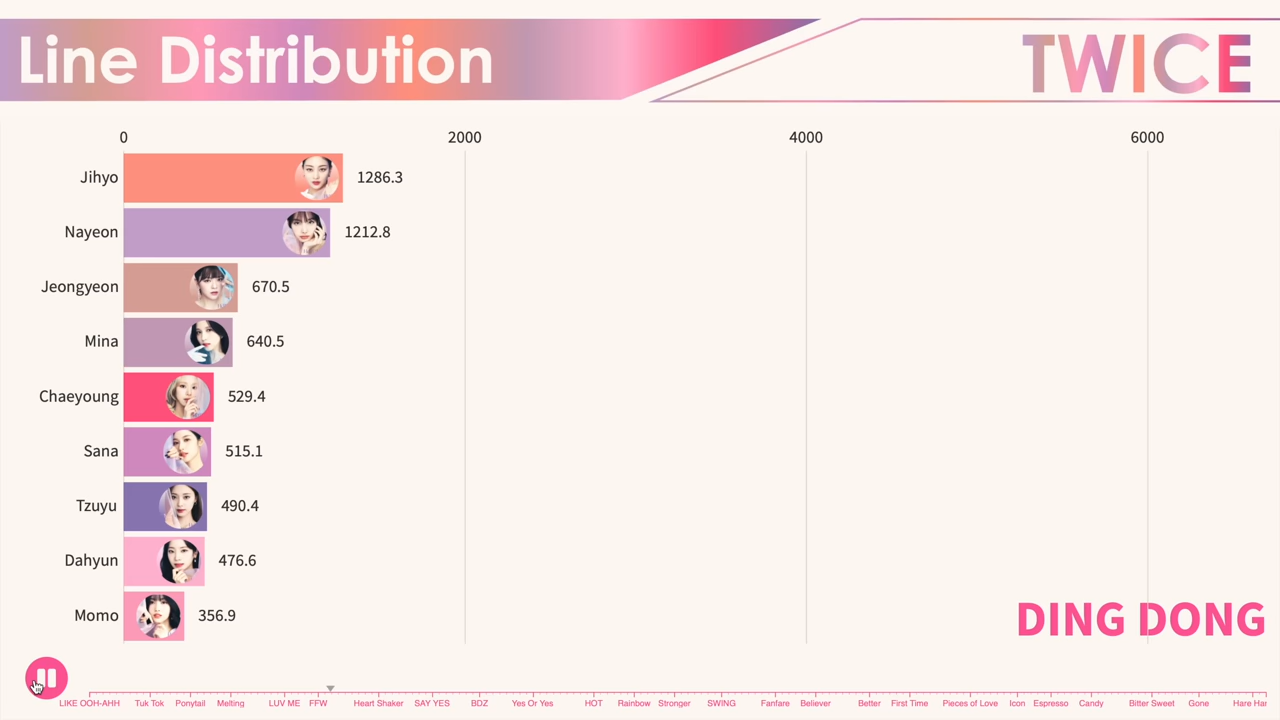 Line Distribution
TWICE
0 2000 4000 6000
Jihyo 1286.3
Nayeon 1212.8
Jeongyeon 670.5
Mina 640.5
Chaeyoung 529.4
Sana 515.1
Tzuyu 490.4
Dahyun 476.6
Momo 356.9
DING DONG
LIKE OOH-AHH Tuk Tok Ponytail Melting LUV ME FFW Heart Shaker SAY YES BDZ Yes Or Yes HOT Rainbow Stronger SWING Fanfare Believer Better First Time Pieces of Love Icon Espresso Candy Bitter Sweet Gone Hare Har